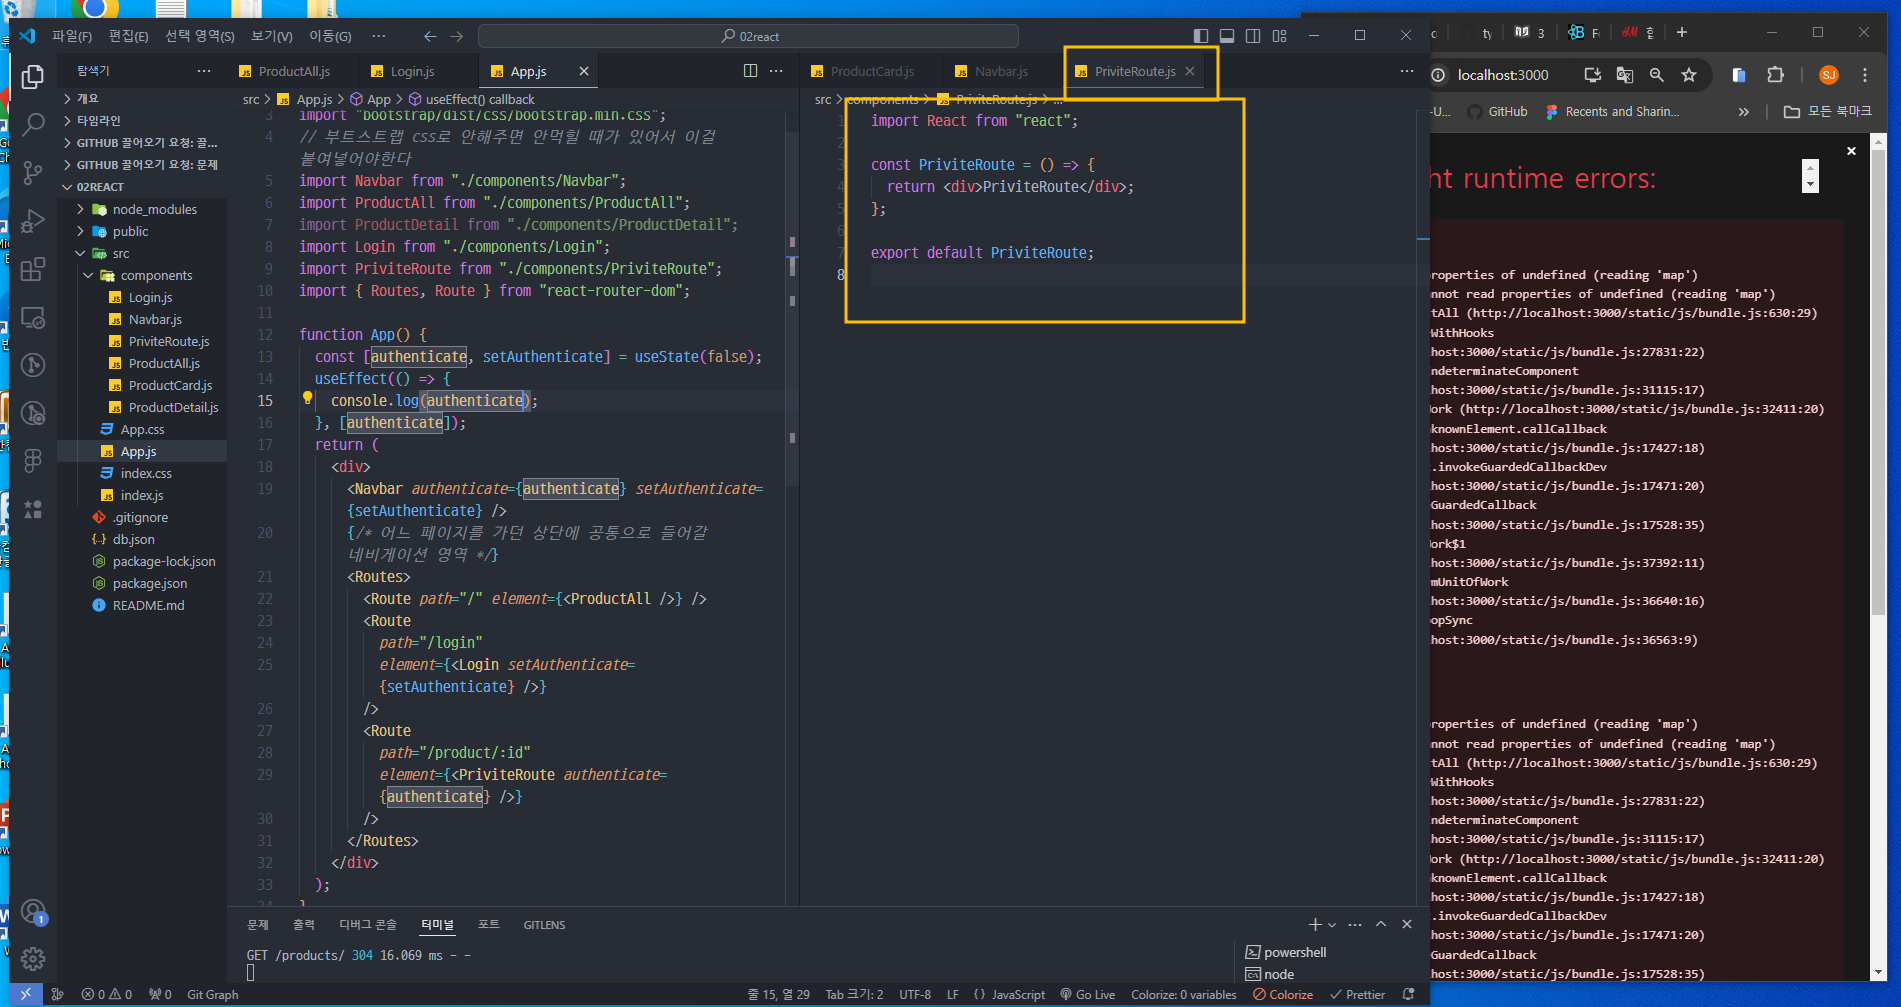 파일(F) 편집(E) 선택 영역(S) 보기(V) 이동(G) ··· 02react
탐색기
개요
타임라인
GITHUB 끌어오기 요청: 끌...
GITHUB 끌어오기 요청: 문제
02REACT
node_modules
public
src
components
Login.js
Navbar.js
PriviteRoute.js
ProductAll.js
ProductCard.js
ProductDetail.js
App.css
App.js
index.css
index.js
.gitignore
db.json
package-lock.json
package.json
README.md
ProductAll.js Login.js App.js
src > App.js > App > useEffect() callback
3 import "bootstrap/dist/css/bootstrap.min.css";
4 // 부트스트랩 css로 안해주면 안먹힐 때가 있어서 이걸
붙여넣어야한다
5 import Navbar from "./components/Navbar";
6 import ProductAll from "./components/ProductAll";
7 import ProductDetail from "./components/ProductDetail";
8 import Login from "./components/Login";
9 import PriviteRoute from "./components/PriviteRoute";
10 import { Routes, Route } from "react-router-dom";
11
12 function App() {
13 const [authenticate, setAuthenticate] = useState(false);
14 useEffect(() => {
15 console.log(authenticate);
16 }, [authenticate]);
17 return (
18 <div>
19 <Navbar authenticate={authenticate} setAuthenticate=
{setAuthenticate} />
20 {/* 어느 페이지를 가던 상단에 공통으로 들어갈
네비게이션 영역 */}
21 <Routes>
22 <Route path="/" element={<ProductAll />} />
23 <Route
24 path="/login"
25 element={<Login setAuthenticate=
{setAuthenticate} />}
26 />
27 <Route
28 path="/product/:id"
29 element={<PriviteRoute authenticate=
{authenticate} />}
30 />
31 </Routes>
32 </div>
33 );
34 }
ProductCard.js Navbar.js PriviteRoute.js
src > components > PriviteRoute.js > ...
1 import React from "react";
2
3 const PriviteRoute = () => {
4 return <div>PriviteRoute</div>;
5 };
6
7 export default PriviteRoute;
8
문제 출력 디버그 콘솔 터미널 포트 GITLENS
GET /products/ 304 16.069 ms - -
powershell
node
0 0 0 Git Graph 줄 15, 열 29 Tab 크기: 2 UTF-8 LF {} JavaScript Go Live Colorize: 0 variables Colorize Prettier
1
ty 3 Fe H&M
localhost:3000 SJ
-U... GitHub Recents and Sharin... » 모든 북마크
ht runtime errors:
roperties of undefined (reading 'map')
nnot read properties of undefined (reading 'map')
tAll (http://localhost:3000/static/js/bundle.js:630:29)
WithHooks
host:3000/static/js/bundle.js:27831:22)
ndeterminateComponent
host:3000/static/js/bundle.js:31115:17)
Work (http://localhost:3000/static/js/bundle.js:32411:20)
nknownElement.callCallback
host:3000/static/js/bundle.js:17427:18)
.invokeGuardedCallbackDev
host:3000/static/js/bundle.js:17471:20)
GuardedCallback
host:3000/static/js/bundle.js:17528:35)
Work$1
host:3000/static/js/bundle.js:37392:11)
mUnitOfWork
host:3000/static/js/bundle.js:36640:16)
oopSync
host:3000/static/js/bundle.js:36563:9)
roperties of undefined (reading 'map')
nnot read properties of undefined (reading 'map')
tAll (http://localhost:3000/static/js/bundle.js:630:29)
WithHooks
host:3000/static/js/bundle.js:27831:22)
ndeterminateComponent
host:3000/static/js/bundle.js:31115:17)
Work (http://localhost:3000/static/js/bundle.js:32411:20)
nknownElement.callCallback
host:3000/static/js/bundle.js:17427:18)
.invokeGuardedCallbackDev
host:3000/static/js/bundle.js:17471:20)
GuardedCallback
host:3000/static/js/bundle.js:17528:35)